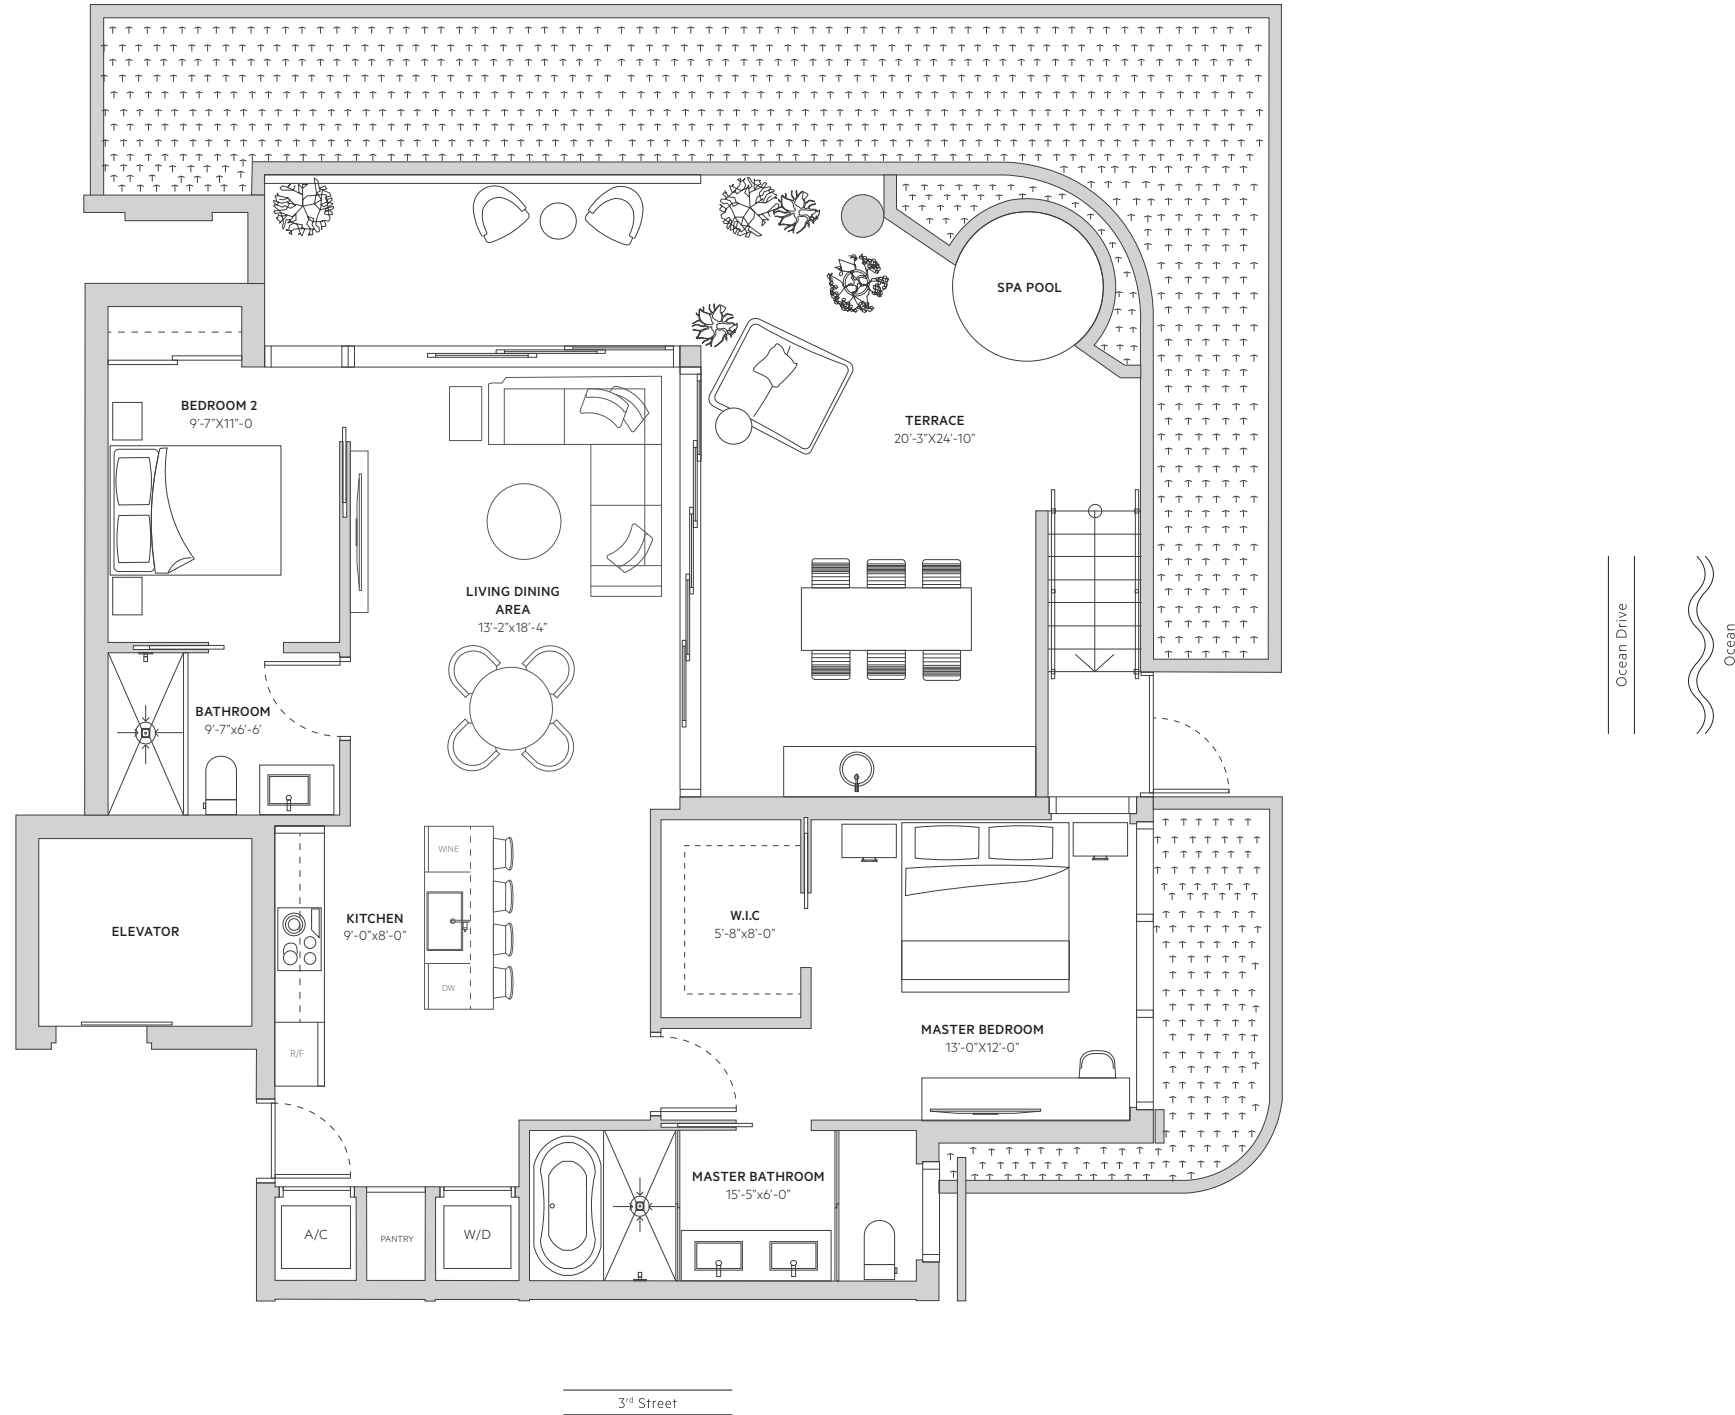 SPA POOL
BEDROOM 2
9'-7"X11"-0
TERRACE
20'-3"X24'-10"
LIVING DINING
AREA
13'-2"x18'-4"
Ocean Drive
Ocean
BATHROOM
9'-7"x6'-6'
WINE
ELEVATOR
KITCHEN
9'-0"x8'-0"
W.I.C
5'-8"x8'-0"
DW
R/F
MASTER BEDROOM
13'-0"X12'-0"
MASTER BATHROOM
15'-5"x6'-0"
A/C
PANTRY
W/D
3rd Street